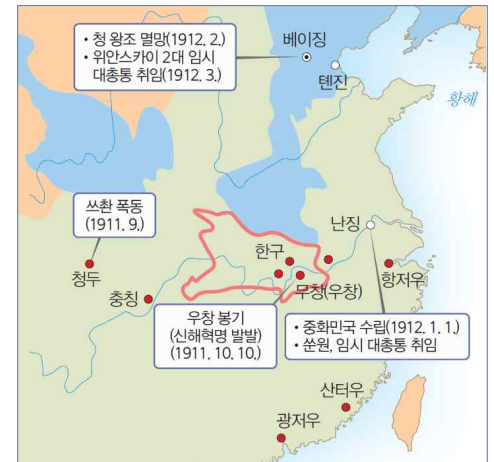 • 청 왕조 멸망(1912. 2.)
• 위안스카이 2대 임시
대총통 취임(1912. 3.)
베이징
톈진
황해
쓰촨 폭동
(1911. 9.)
청두
충칭
한구
무창(우창)
난징
항저우
우창 봉기
(신해혁명 발발)
(1911. 10. 10.)
• 중화민국 수립(1912. 1. 1.)
• 쑨원, 임시 대총통 취임
산터우
광저우